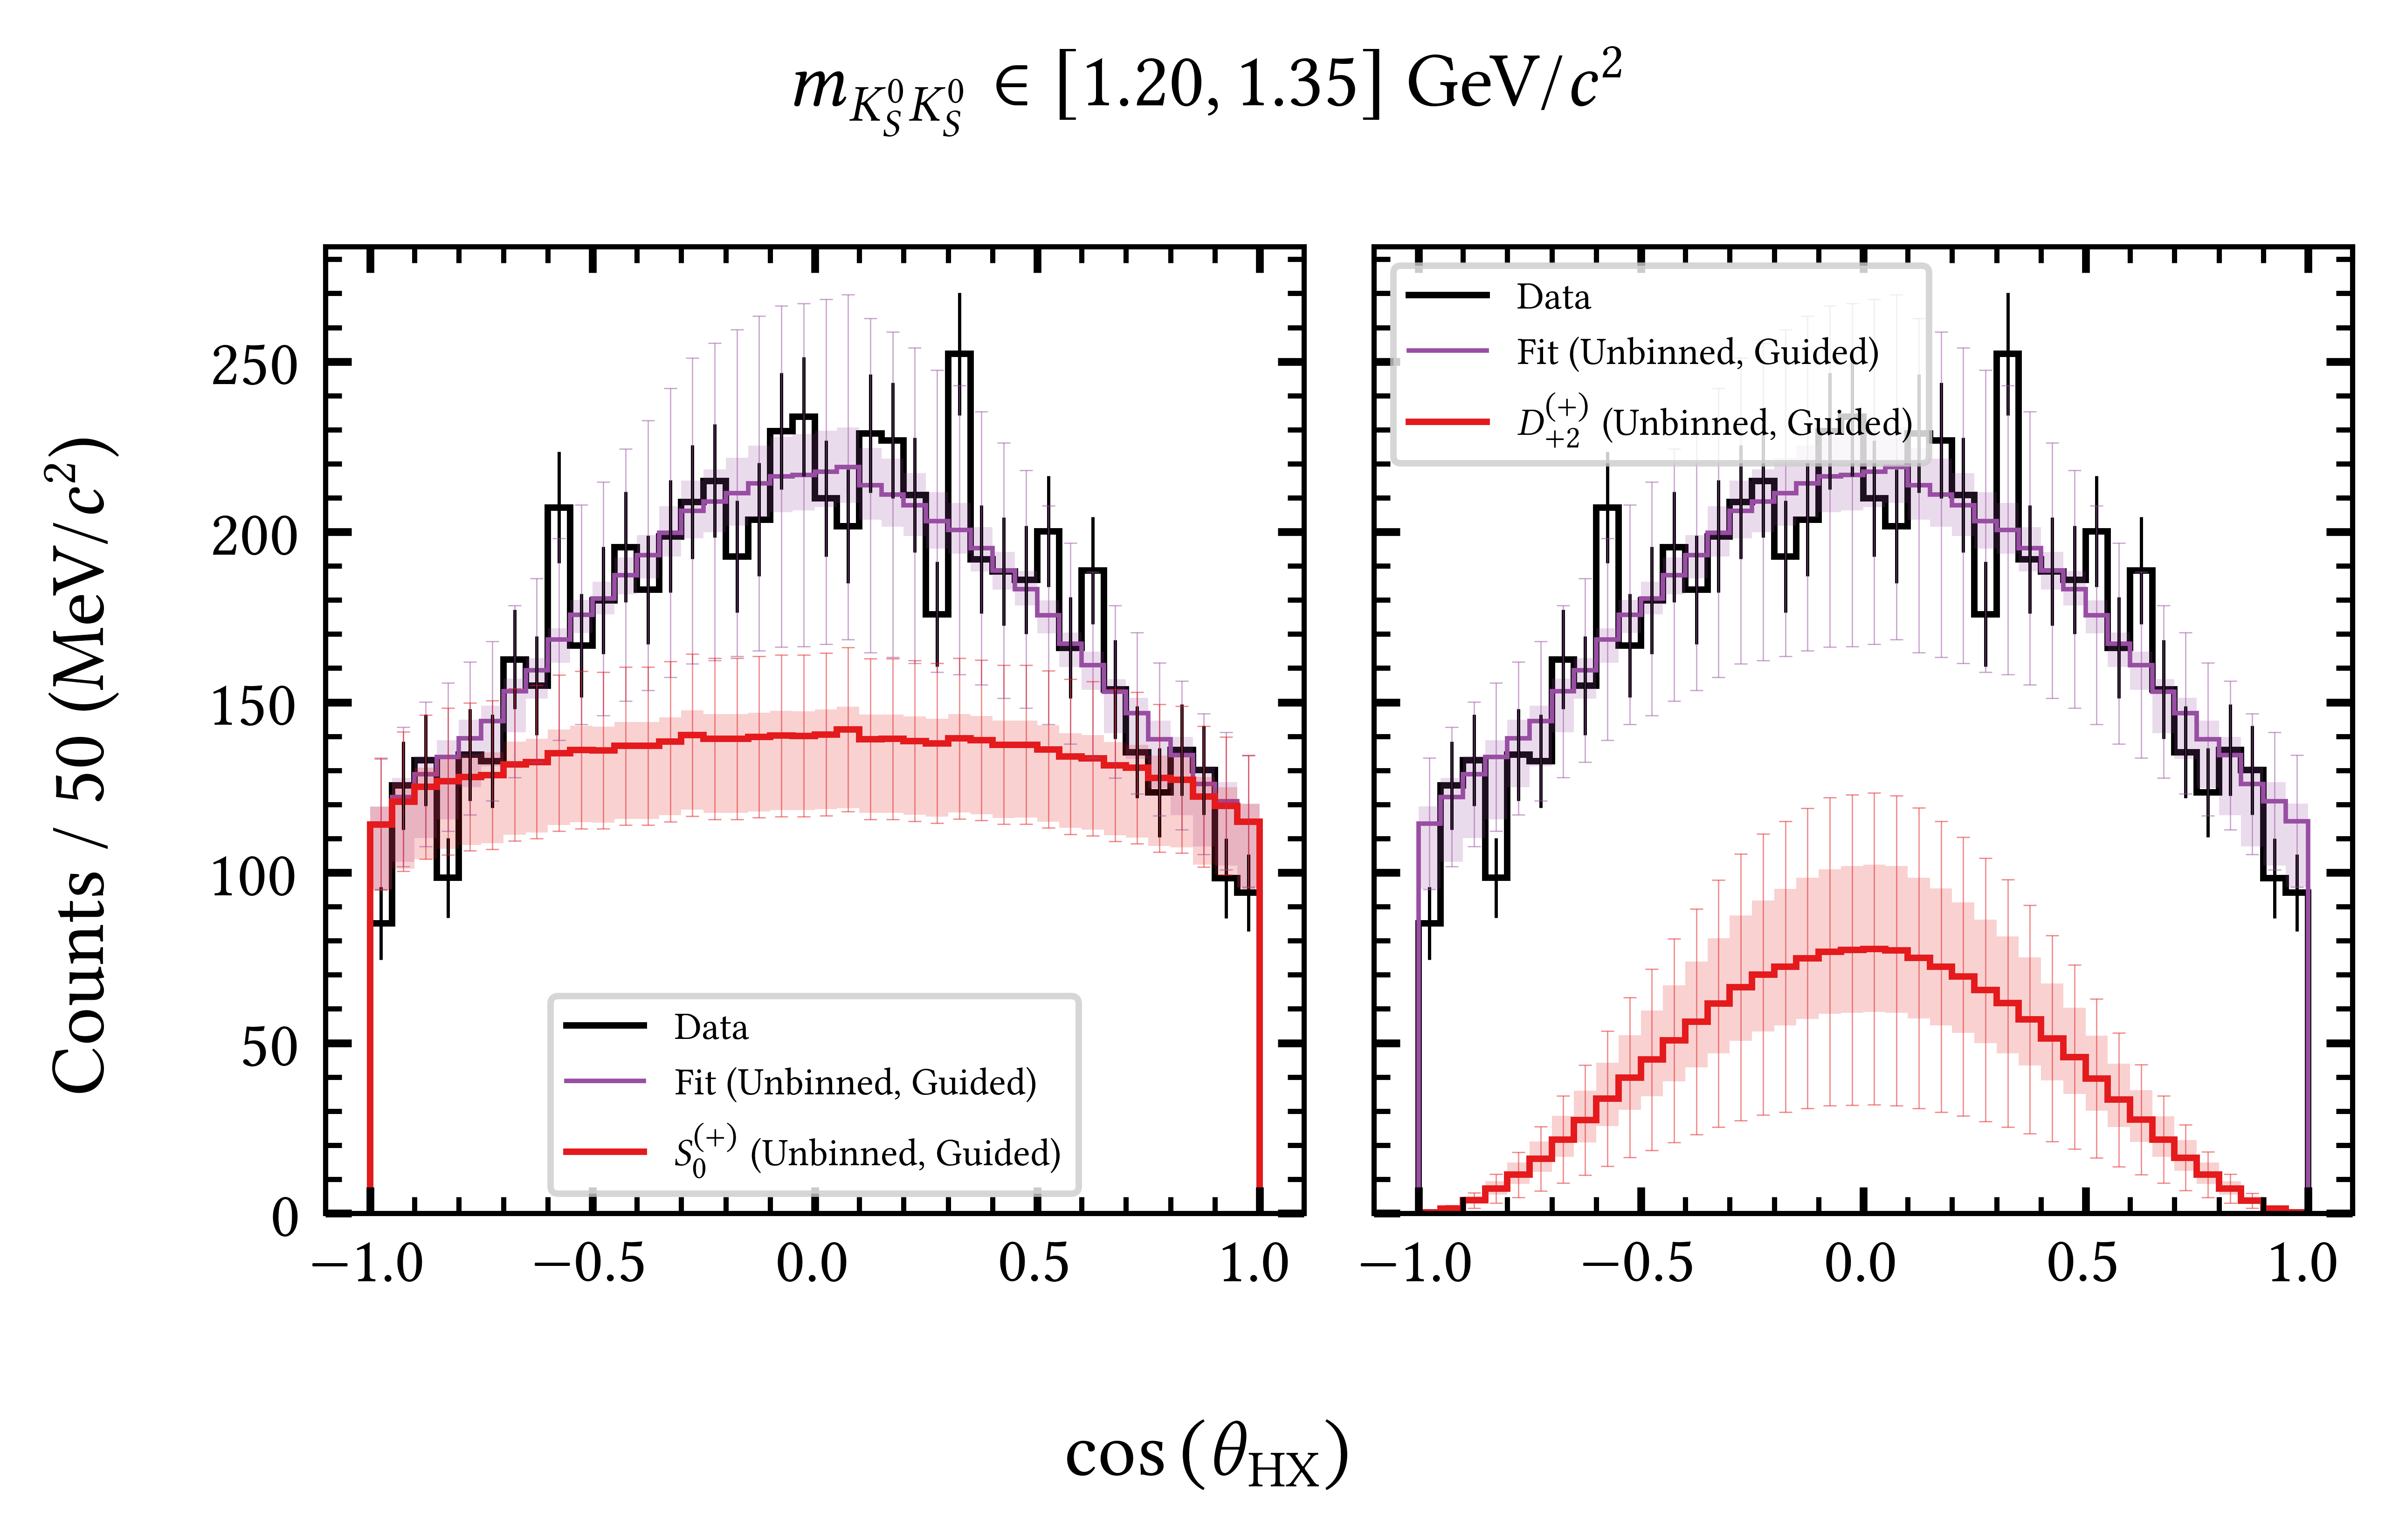 m_{K_S^0 K_S^0} ∈ [1.20, 1.35] GeV/c²
Counts / 50 (MeV/c²)
250
200
150
100
50
0
Data
Fit (Unbinned, Guided)
S_0^{(+)} (Unbinned, Guided)
−1.0 −0.5 0.0 0.5 1.0
Data
Fit (Unbinned, Guided)
D_{+2}^{(+)} (Unbinned, Guided)
−1.0 −0.5 0.0 0.5 1.0
cos (θ_{HX})